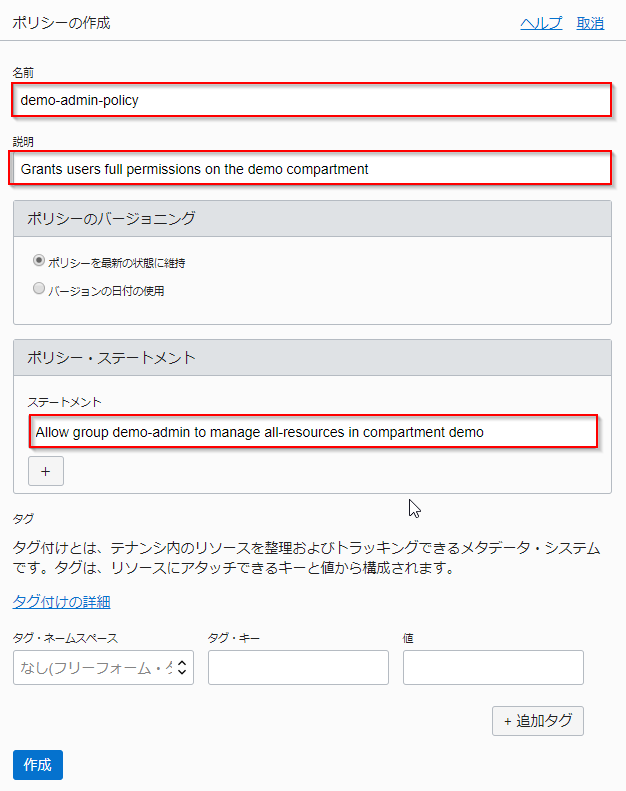 ポリシーの作成 ヘルプ 取消
名前
demo-admin-policy
説明
Grants users full permissions on the demo compartment
ポリシーのバージョニング
ポリシーを最新の状態に維持
バージョンの日付の使用
ポリシー・ステートメント
ステートメント
Allow group demo-admin to manage all-resources in compartment demo
+
タグ
タグ付けとは、テナンシ内のリソースを整理およびトラッキングできるメタデータ・システム
です。タグは、リソースにアタッチできるキーと値から構成されます。
タグ付けの詳細
タグ・ネームスペース タグ・キー 値
なし(フリーフォーム・
+ 追加タグ
作成